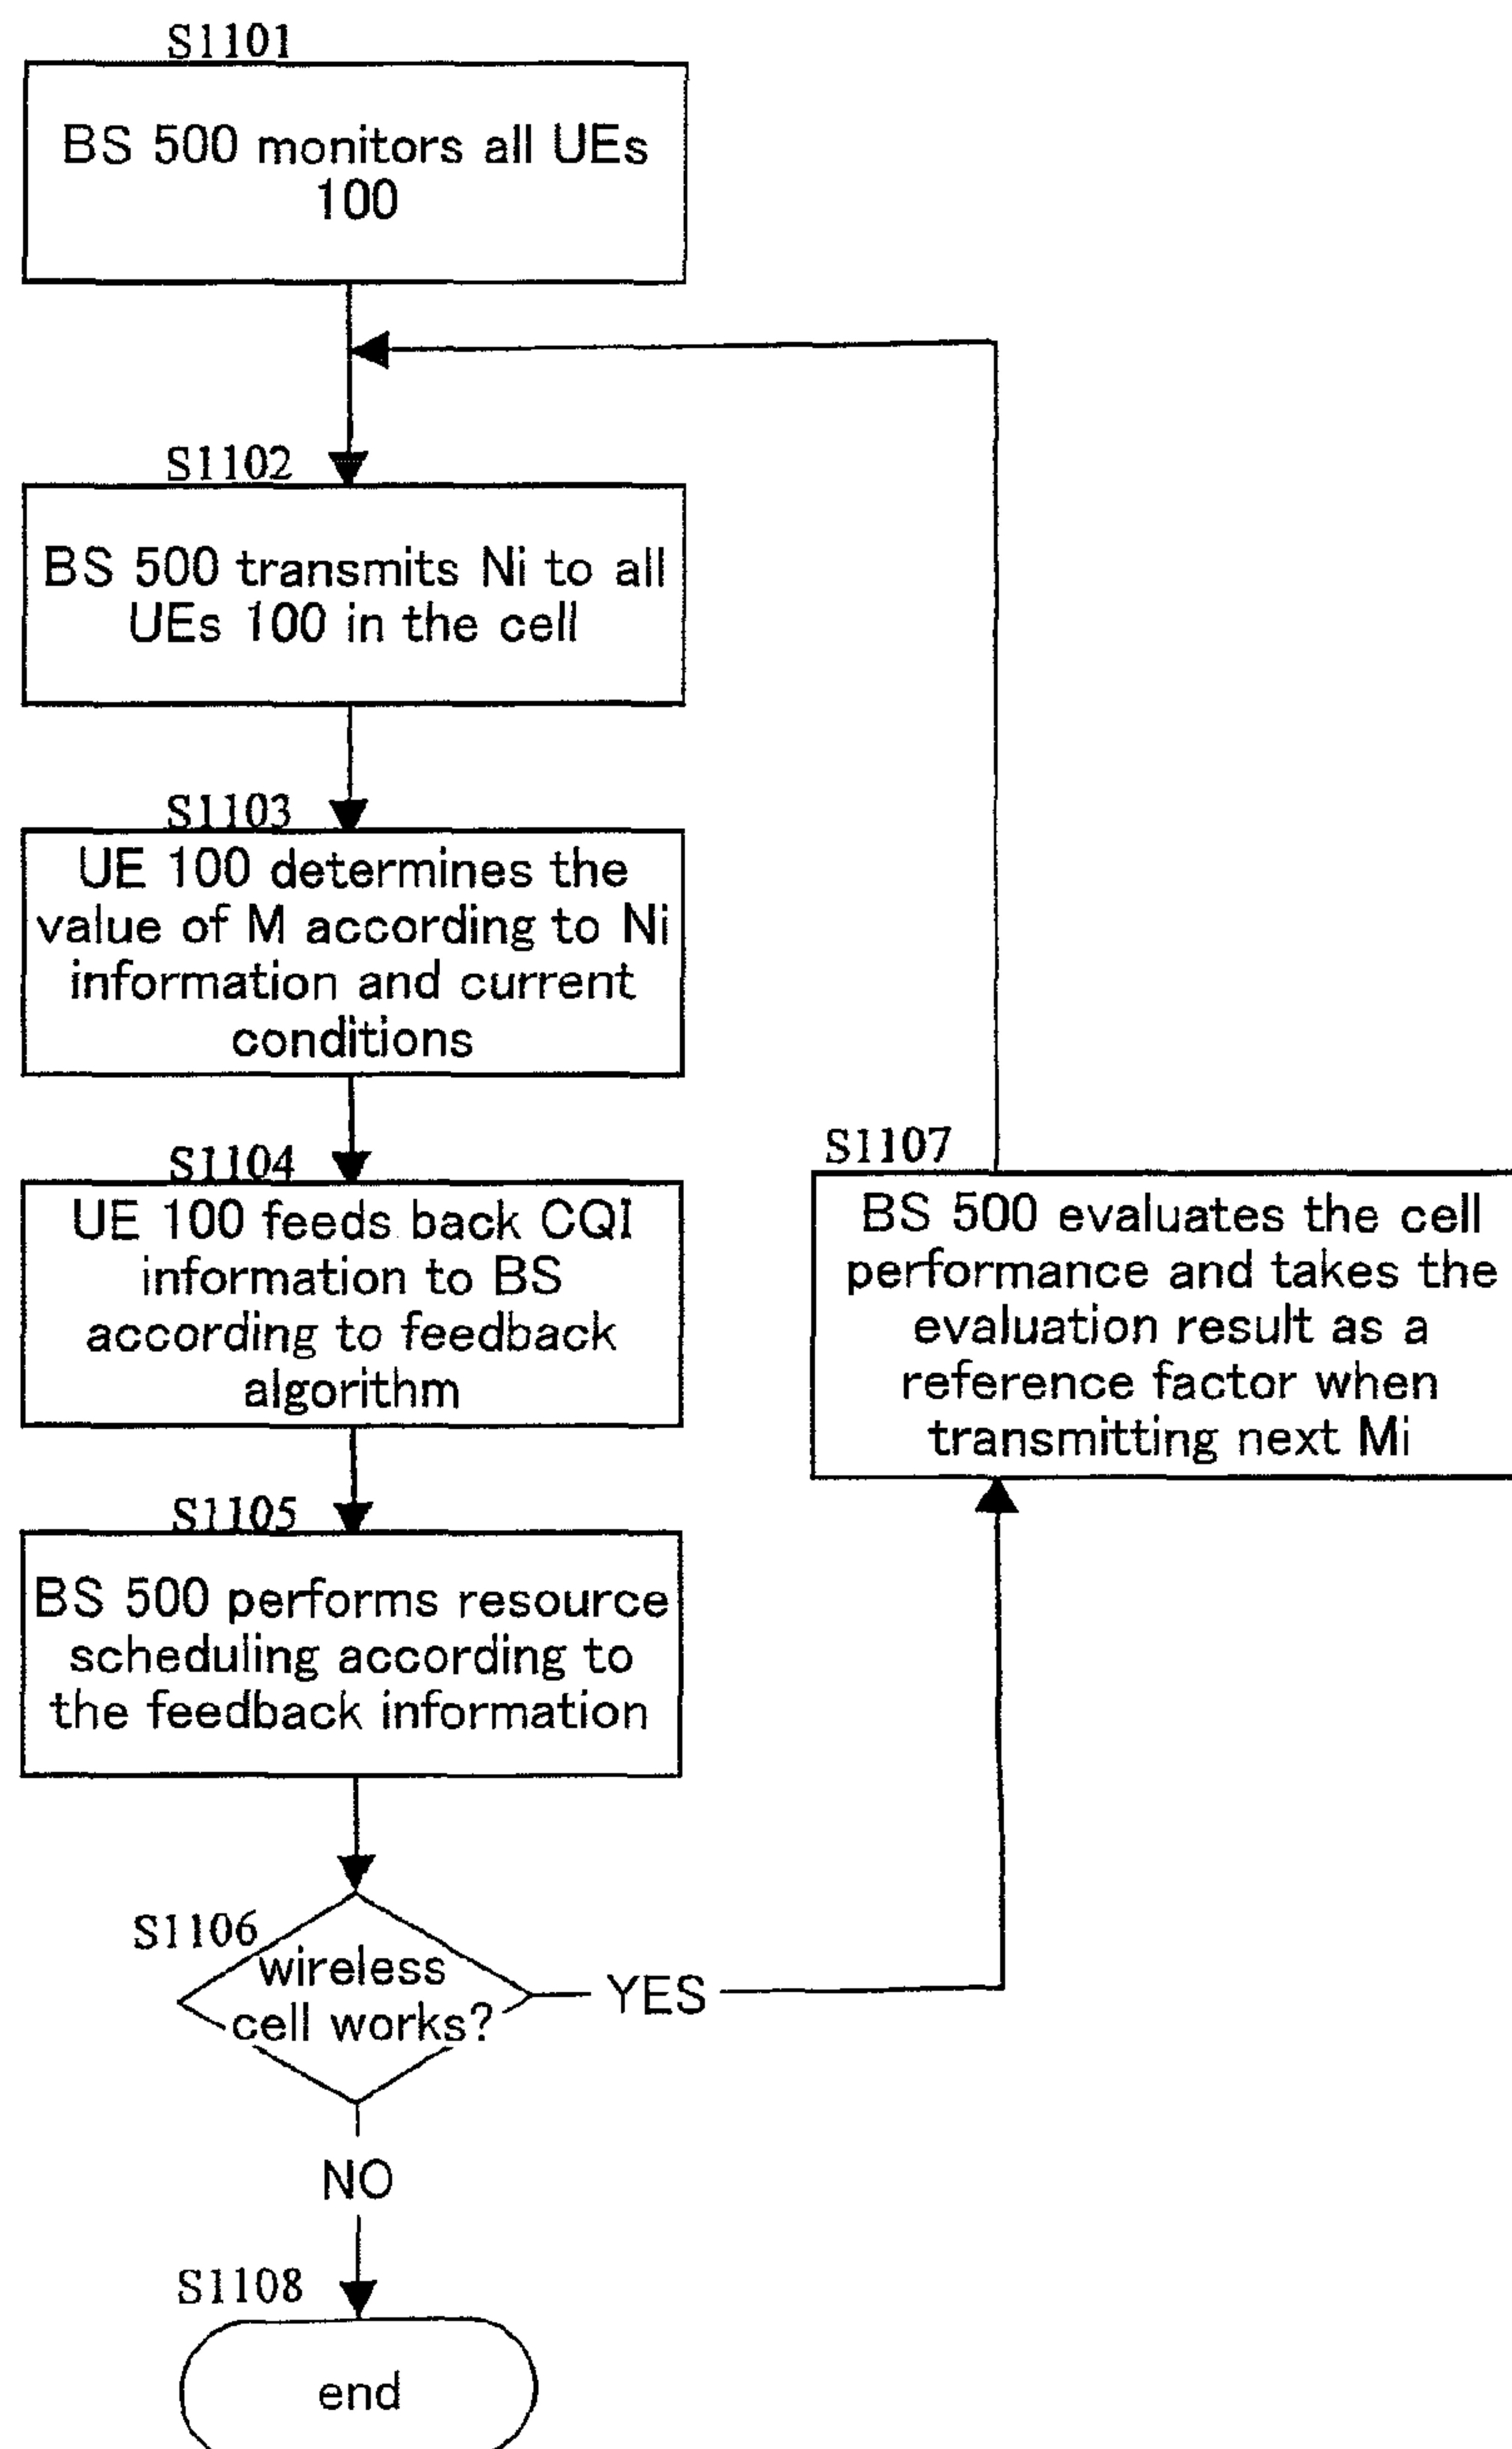 S1101
BS 500 monitors all UEs
100
S1102
BS 500 transmits Ni to all
UEs 100 in the cell
S1103
UE 100 determines the
value of M according to Ni
information and current
conditions
S1104
UE 100 feeds back CQI
information to BS
according to feedback
algorithm
S1105
BS 500 performs resource
scheduling according to
the feedback information
S1106
wireless
cell works?
YES
S1107
BS 500 evaluates the cell
performance and takes the
evaluation result as a
reference factor when
transmitting next Mi
NO
S1108
end